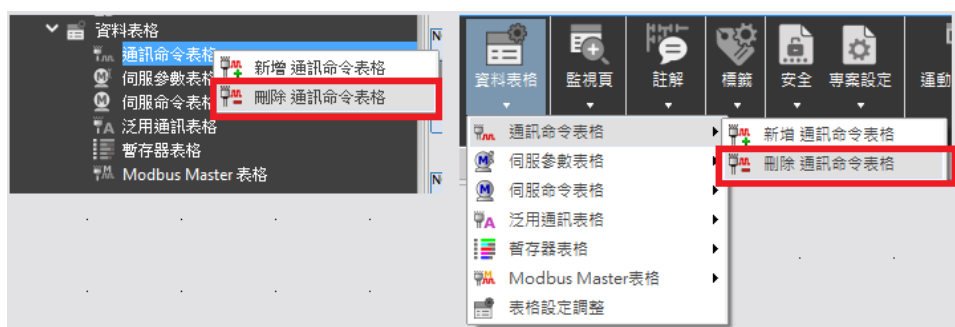 資料表格
通訊命令表格
新增 通訊命令表格
伺服參數表格
刪除 通訊命令表格
伺服命令表格
泛用通訊表格
暫存器表格
Modbus Master 表格
N
N
資料表格
監視頁
註解
標籤
安全
專案設定
運動
通訊命令表格
新增 通訊命令表格
伺服參數表格
刪除 通訊命令表格
伺服命令表格
泛用通訊表格
暫存器表格
Modbus Master表格
表格設定調整